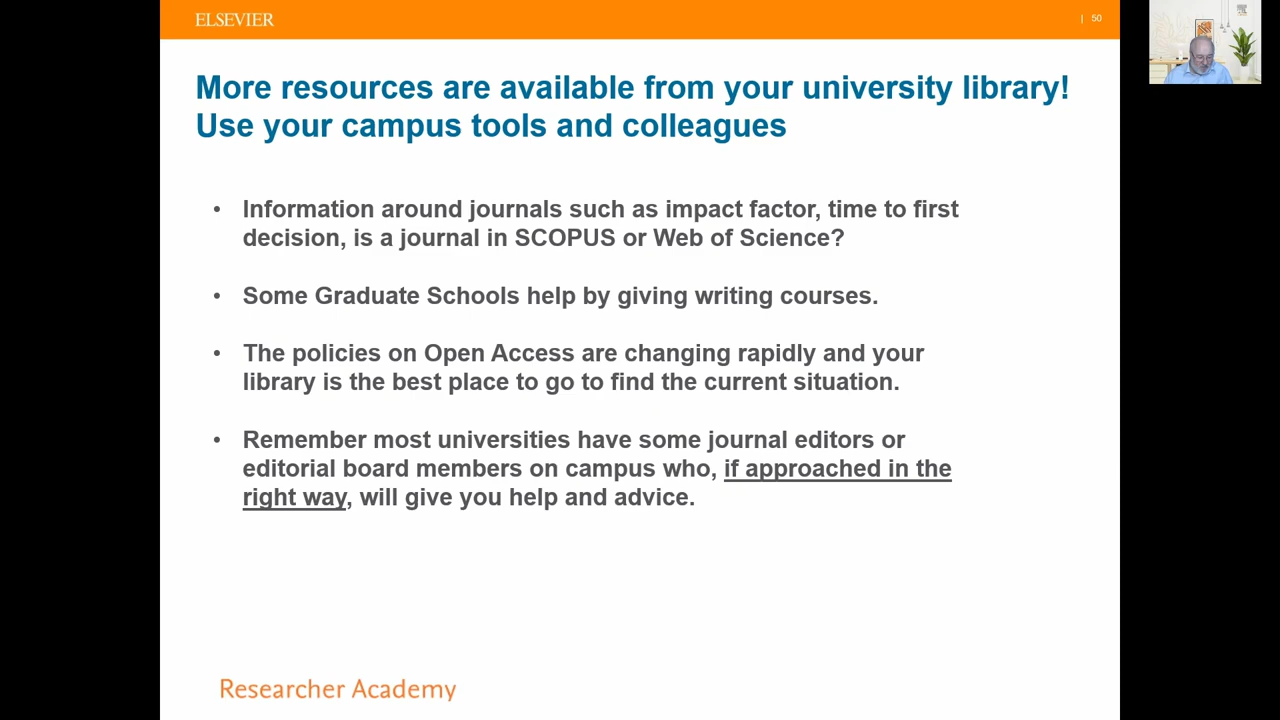 ELSEVIER
| 50
More resources are available from your university library!
Use your campus tools and colleagues
• Information around journals such as impact factor, time to first
decision, is a journal in SCOPUS or Web of Science?
• Some Graduate Schools help by giving writing courses.
• The policies on Open Access are changing rapidly and your
library is the best place to go to find the current situation.
• Remember most universities have some journal editors or
editorial board members on campus who, if approached in the
right way, will give you help and advice.
Researcher Academy